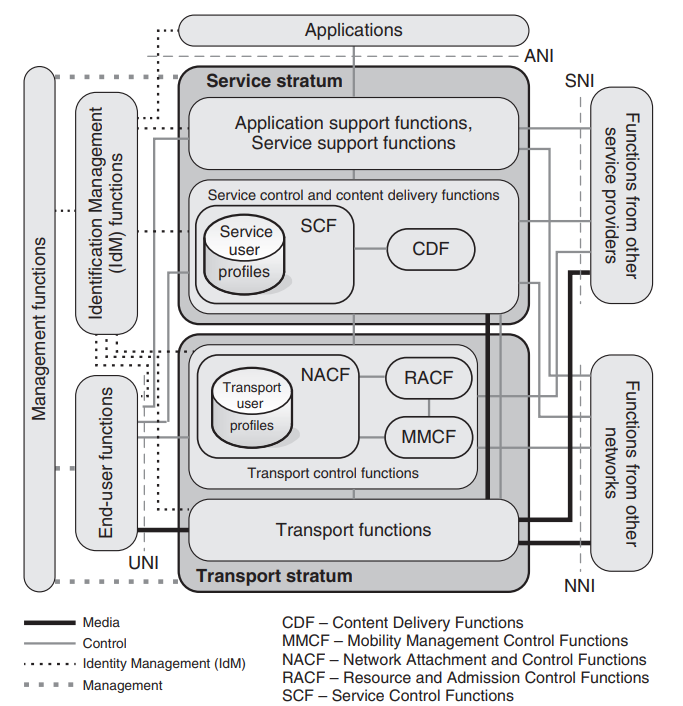 Applications
ANI
Service stratum
SNI
Application support functions,
Service support functions
Functions from other
service providers
Identification Management
(IdM) functions
Management functions
Service control and content delivery functions
SCF
Service
user
profiles
CDF
NACF
Transport
user
profiles
RACF
MMCF
Transport control functions
End-user functions
Functions from other
networks
Transport functions
UNI
Transport stratum
NNI
Media
Control
Identity Management (IdM)
Management
CDF – Content Delivery Functions
MMCF – Mobility Management Control Functions
NACF – Network Attachment and Control Functions
RACF – Resource and Admission Control Functions
SCF – Service Control Functions